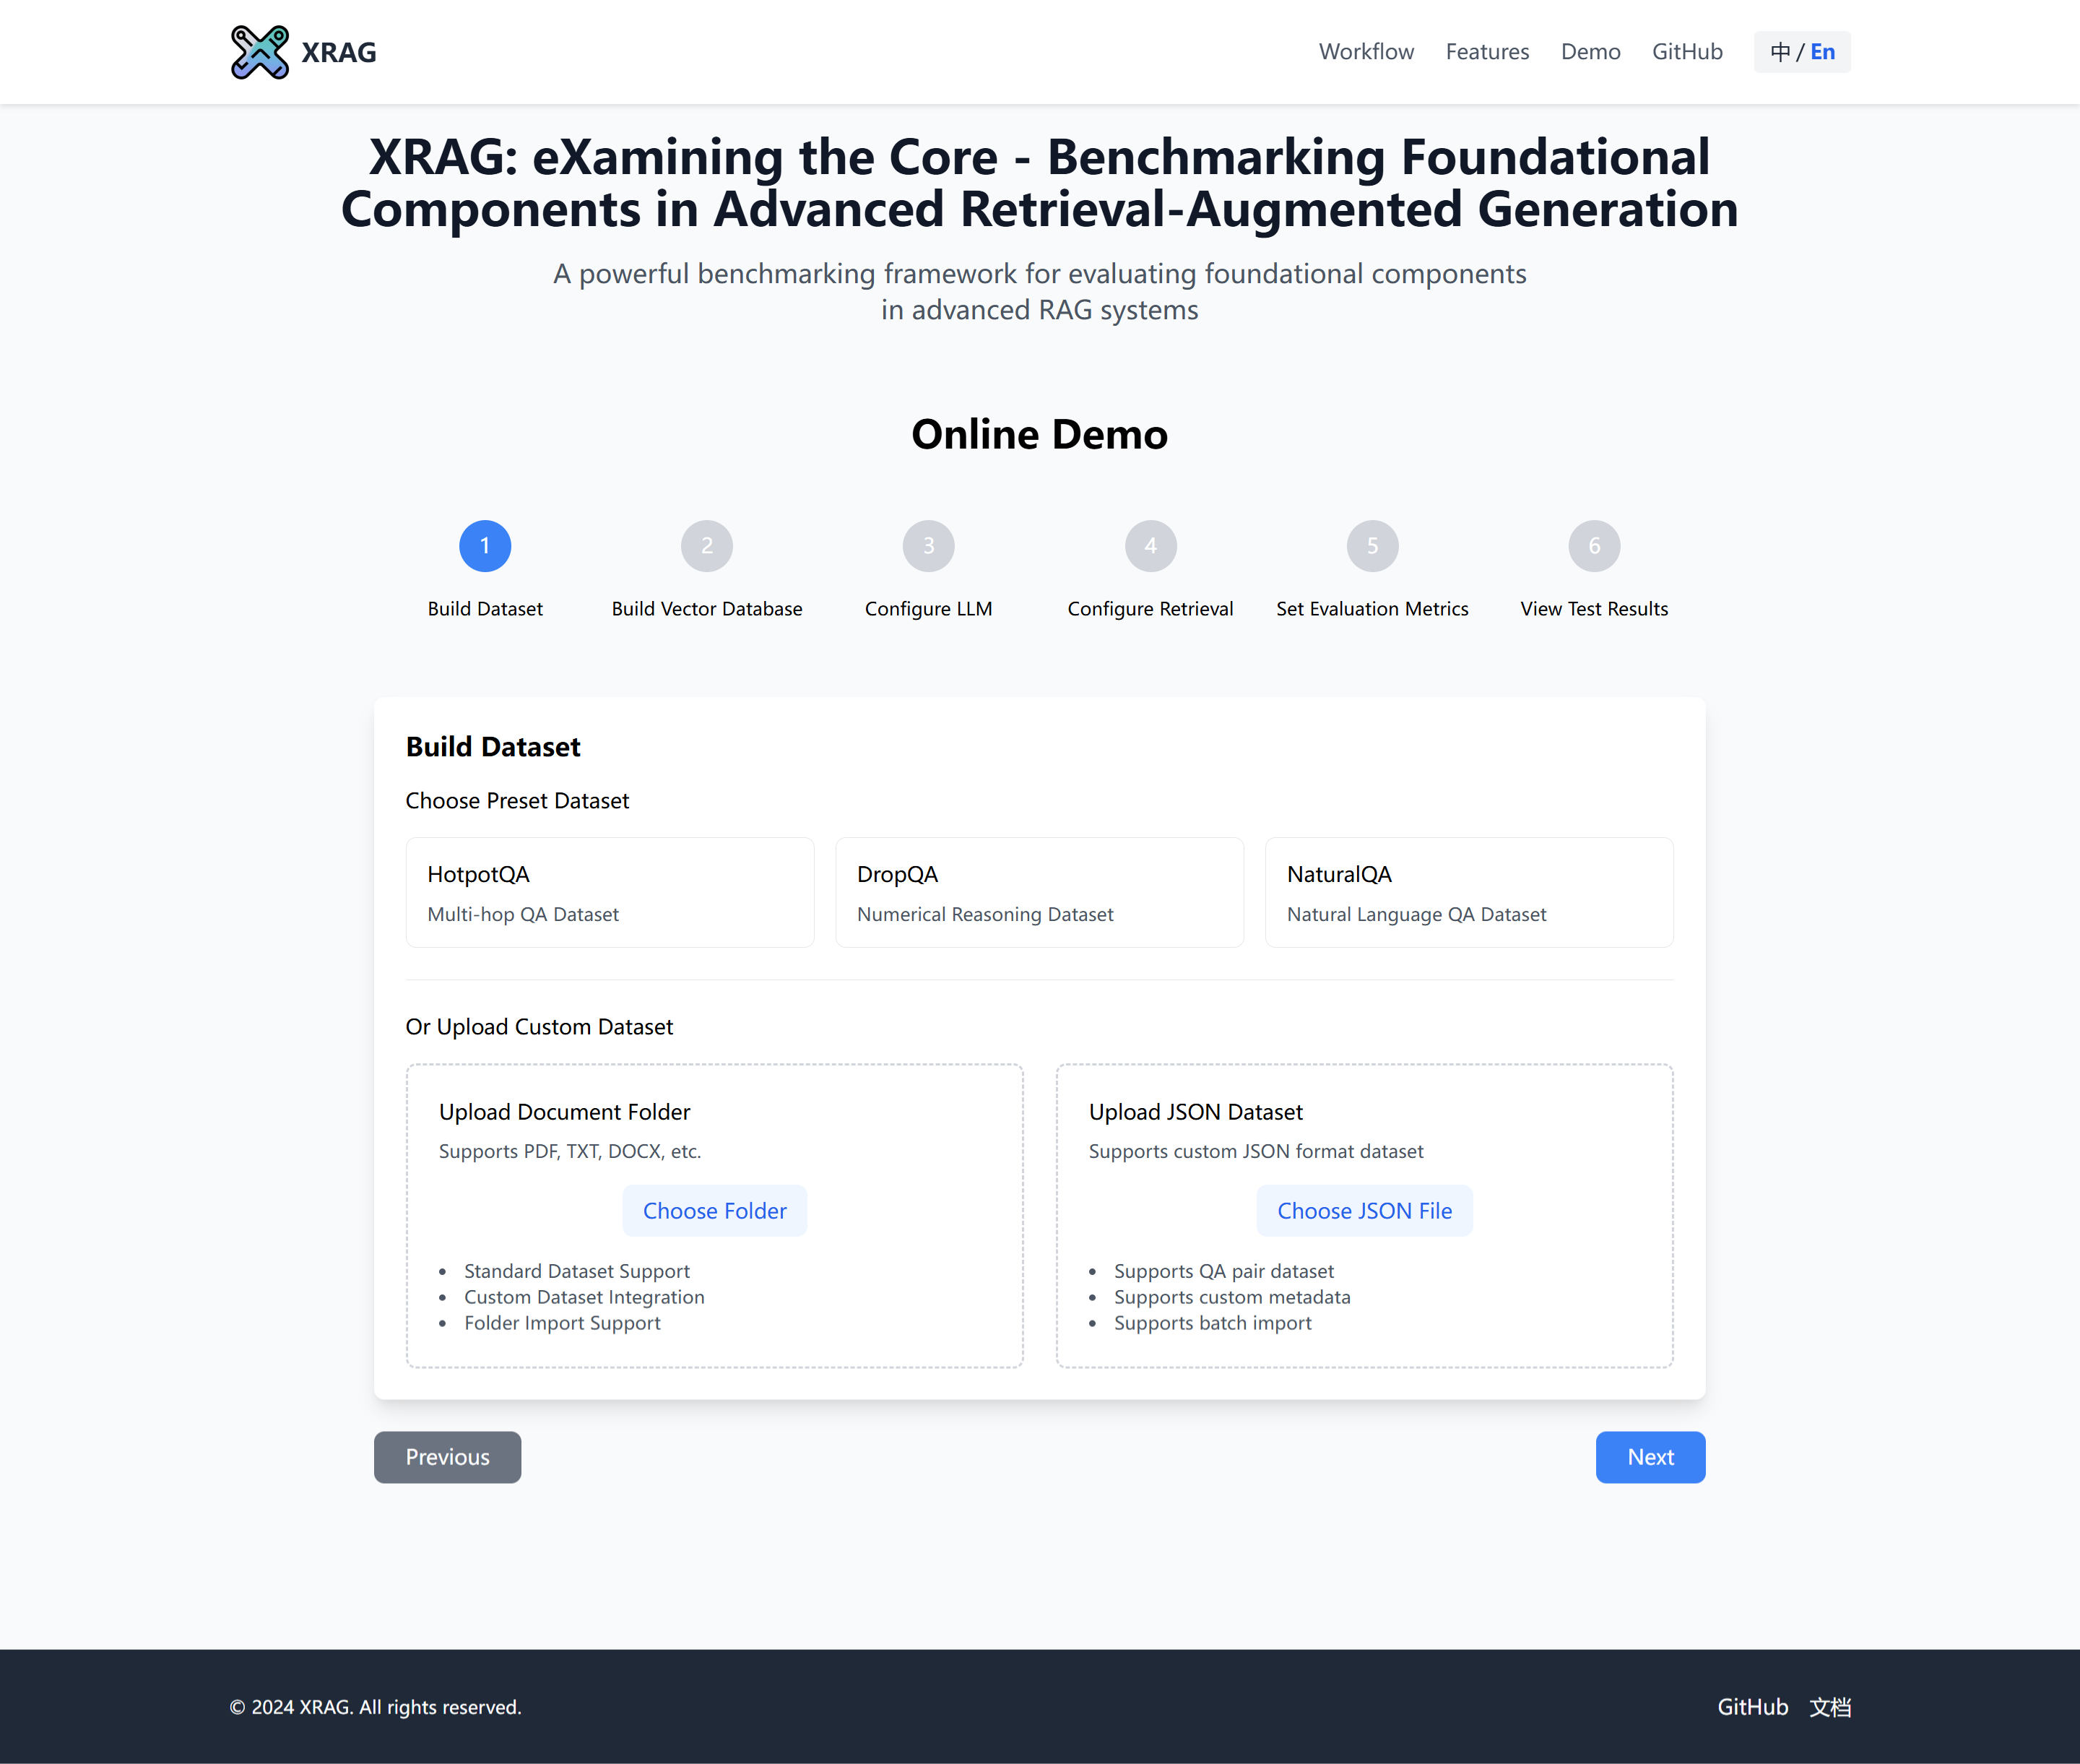 XRAG
Workflow
Features
Demo
GitHub
中 / En
XRAG: eXamining the Core - Benchmarking Foundational
Components in Advanced Retrieval-Augmented Generation
A powerful benchmarking framework for evaluating foundational components
in advanced RAG systems
Online Demo
1
2
3
4
5
6
Build Dataset
Build Vector Database
Configure LLM
Configure Retrieval
Set Evaluation Metrics
View Test Results
Build Dataset
Choose Preset Dataset
HotpotQA
Multi-hop QA Dataset
DropQA
Numerical Reasoning Dataset
NaturalQA
Natural Language QA Dataset
Or Upload Custom Dataset
Upload Document Folder
Supports PDF, TXT, DOCX, etc.
Choose Folder
• Standard Dataset Support
• Custom Dataset Integration
• Folder Import Support
Upload JSON Dataset
Supports custom JSON format dataset
Choose JSON File
• Supports QA pair dataset
• Supports custom metadata
• Supports batch import
Previous
Next
© 2024 XRAG. All rights reserved.
GitHub
文档